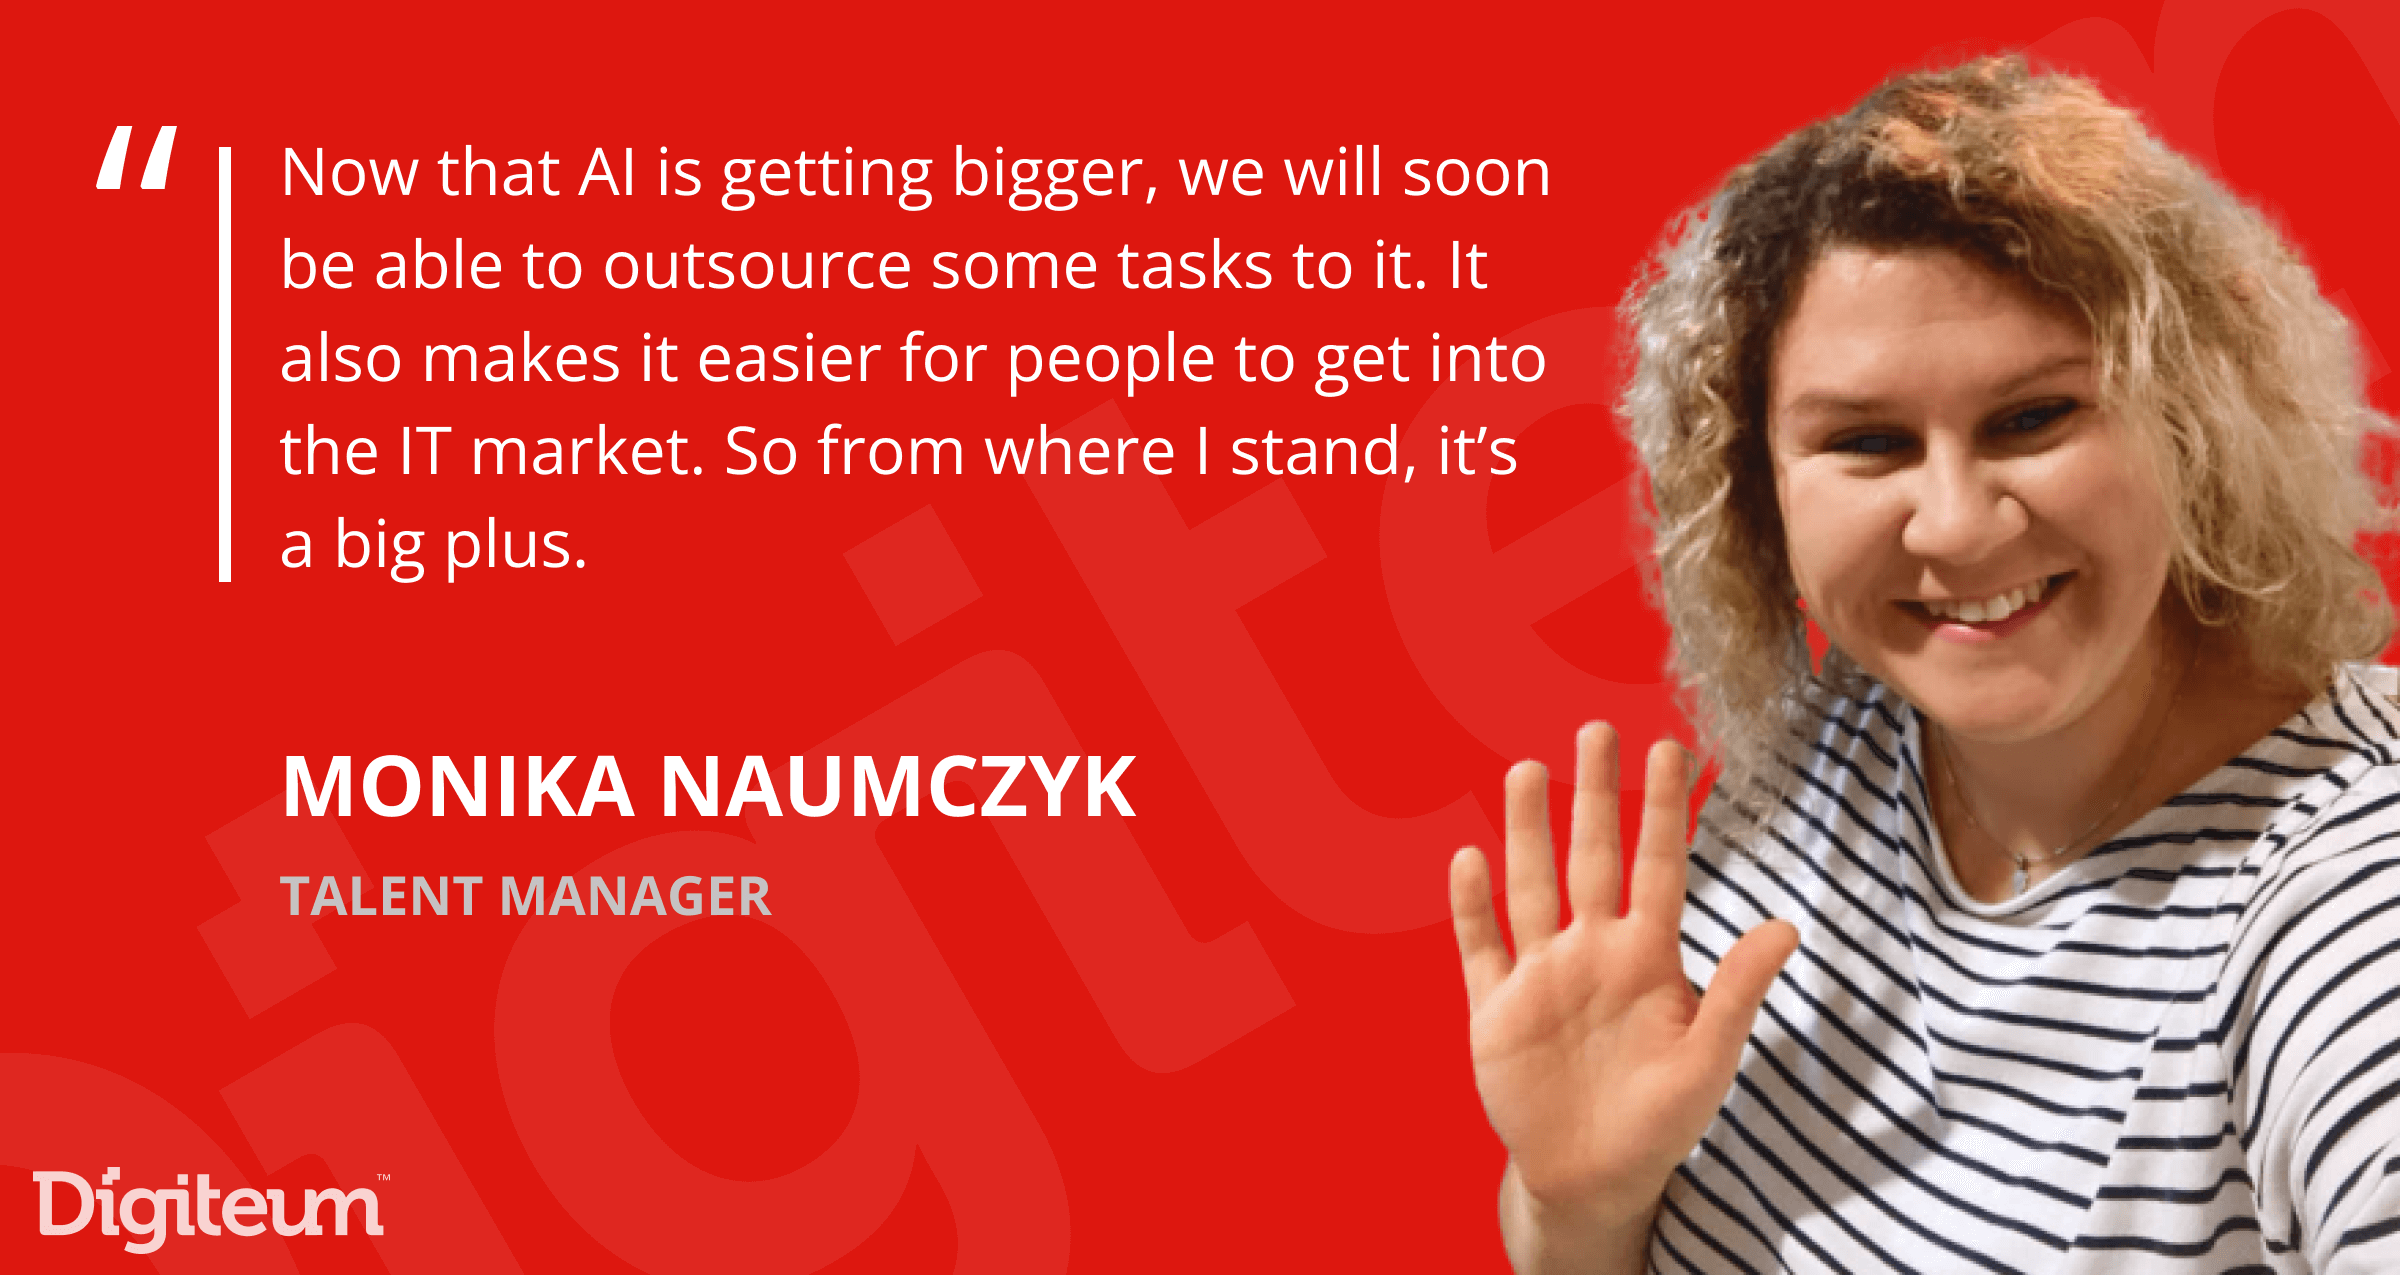 “
Now that AI is getting bigger, we will soon
be able to outsource some tasks to it. It
also makes it easier for people to get into
the IT market. So from where I stand, it’s
a big plus.
MONIKA NAUMCZYK
TALENT MANAGER
Digiteum™